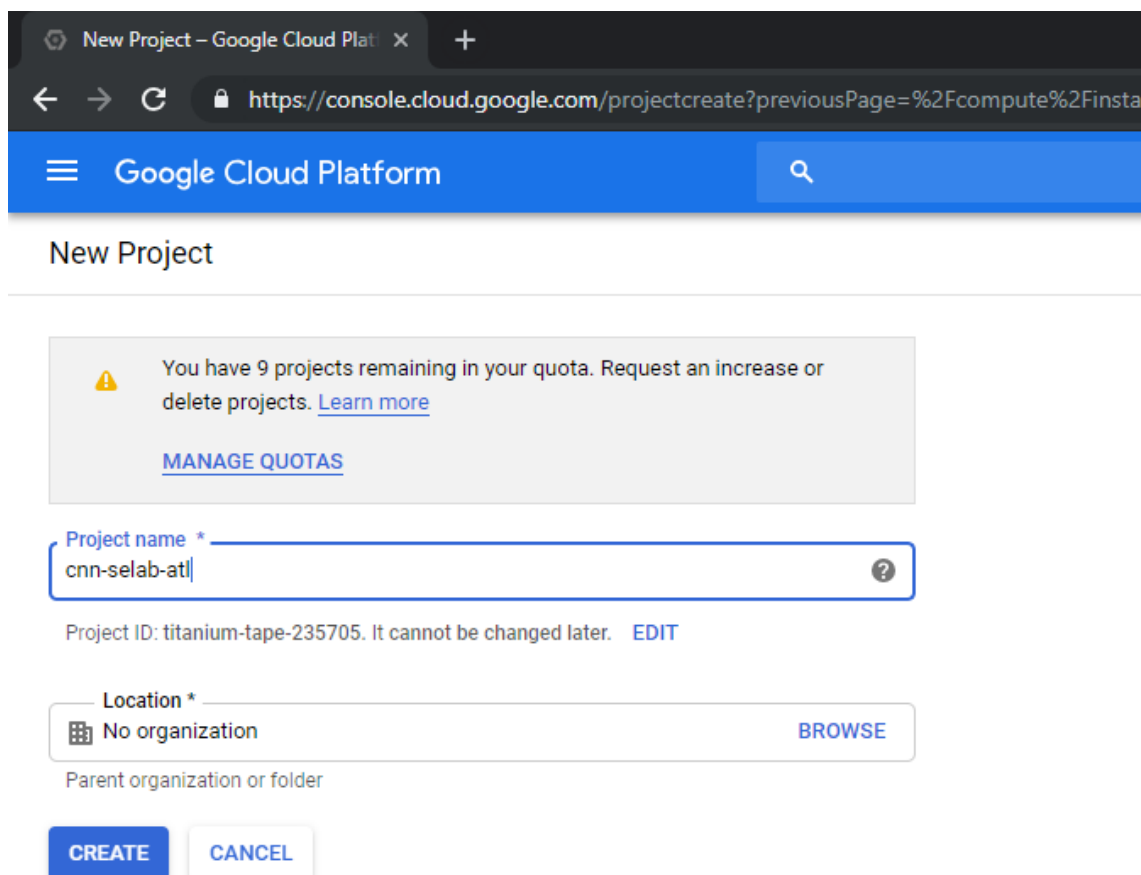 New Project – Google Cloud Plat
https://console.cloud.google.com/projectcreate?previousPage=%2Fcompute%2Finsta
Google Cloud Platform
New Project
You have 9 projects remaining in your quota. Request an increase or
delete projects. Learn more
MANAGE QUOTAS
Project name *
cnn-selab-atl
Project ID: titanium-tape-235705. It cannot be changed later. EDIT
Location *
No organization BROWSE
Parent organization or folder
CREATE CANCEL